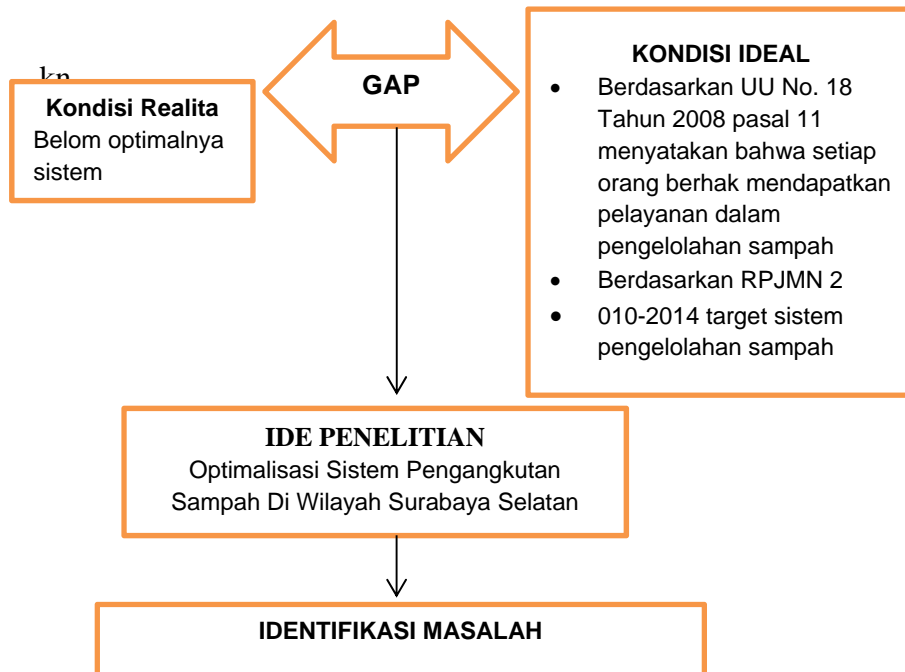 kn
Kondisi Realita
Belom optimalnya
sistem
GAP
KONDISI IDEAL
• Berdasarkan UU No. 18
Tahun 2008 pasal 11
menyatakan bahwa setiap
orang berhak mendapatkan
pelayanan dalam
pengelolahan sampah
• Berdasarkan RPJMN 2
• 010-2014 target sistem
pengelolahan sampah
IDE PENELITIAN
Optimalisasi Sistem Pengangkutan
Sampah Di Wilayah Surabaya Selatan
IDENTIFIKASI MASALAH